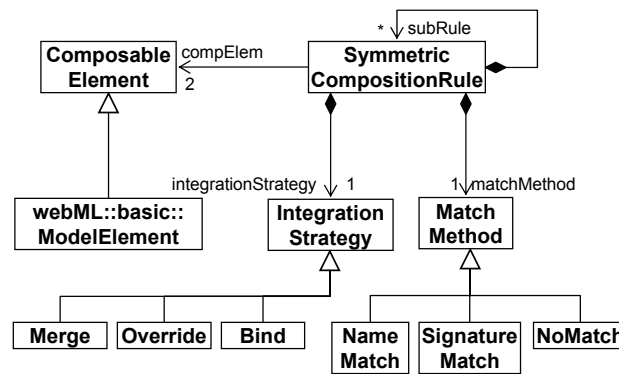 * subRule
Composable
Element
compElem
2
Symmetric
CompositionRule
integrationStrategy 1
1 matchMethod
webML::basic::
ModelElement
Integration
Strategy
Match
Method
Merge
Override
Bind
Name
Match
Signature
Match
NoMatch